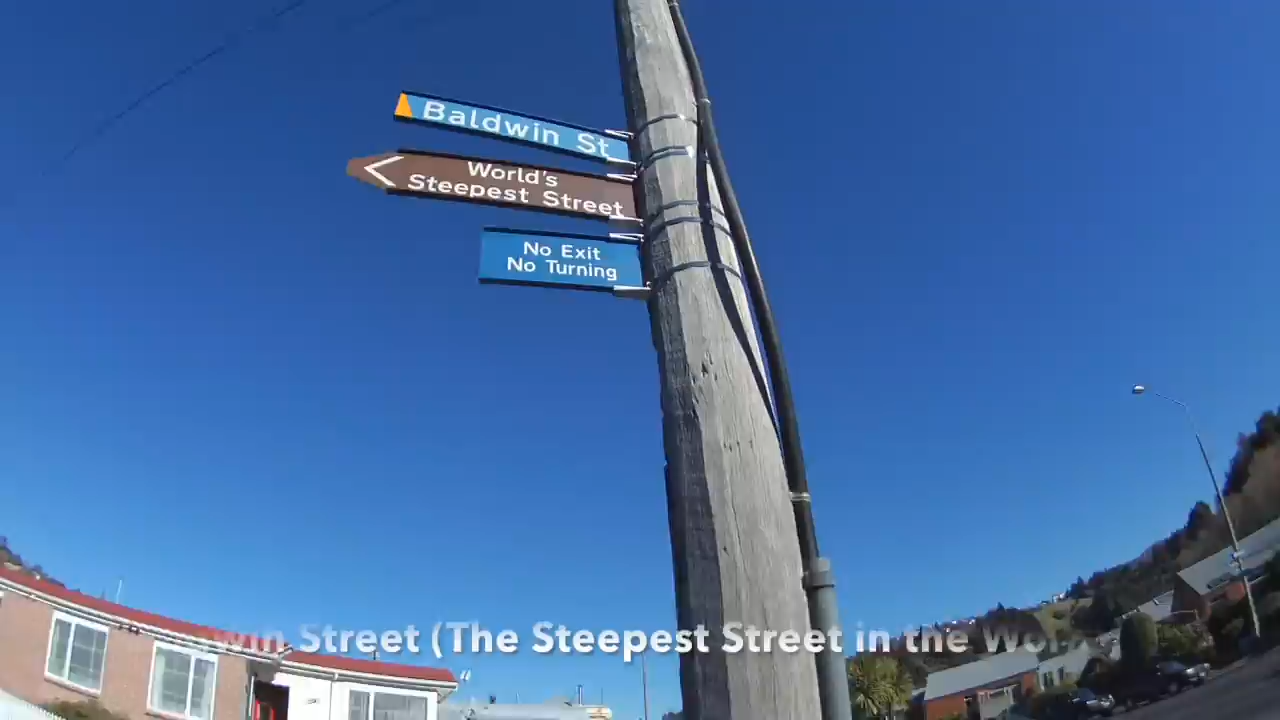 Baldwin St
World's
Steepest Street
No Exit
No Turning
Street (The Steepest Street in the